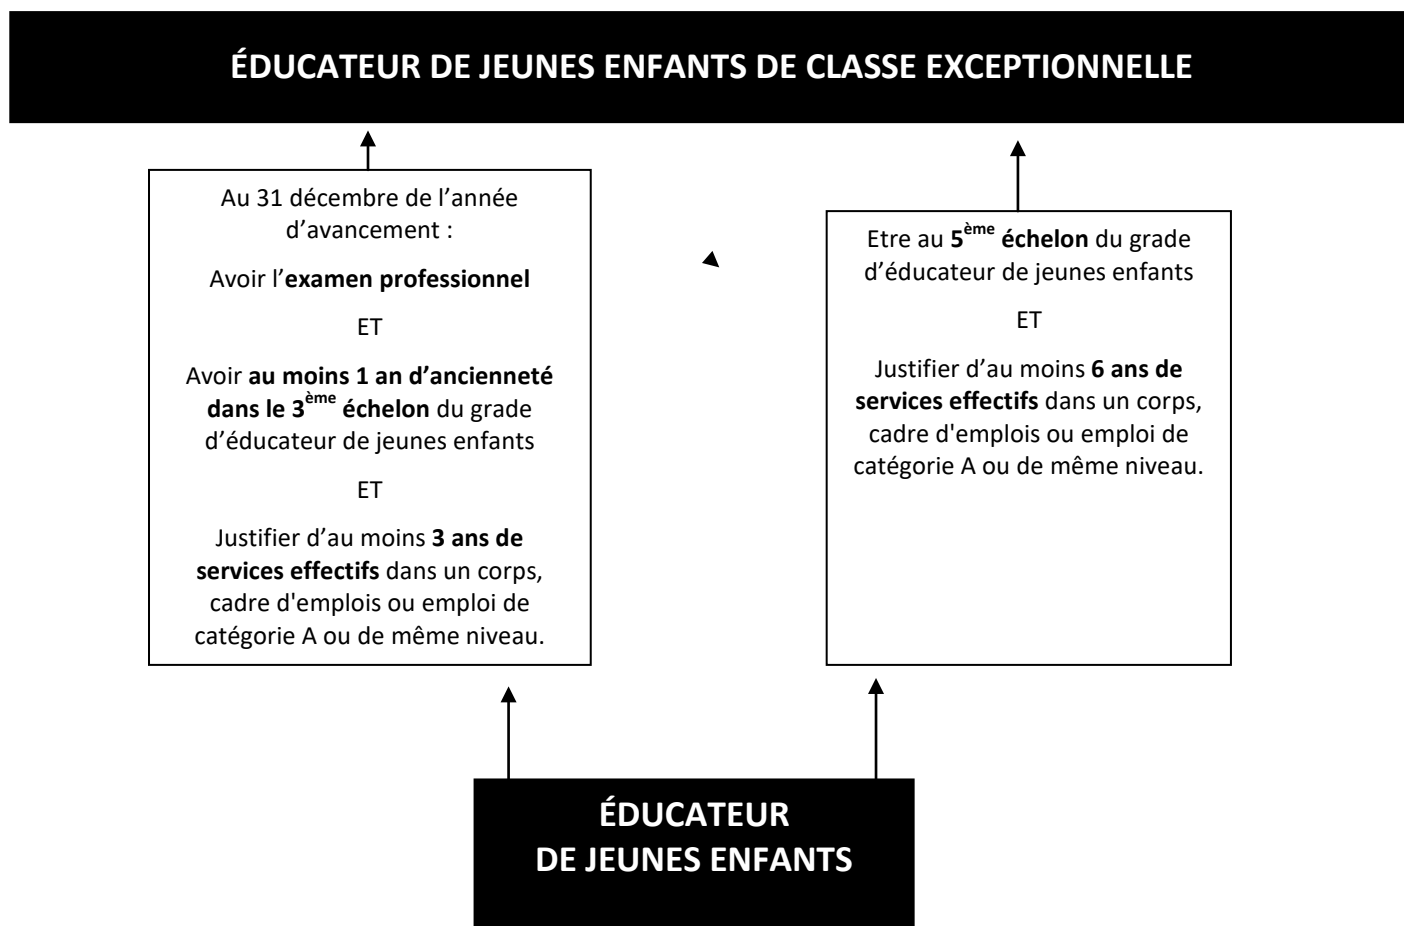 ÉDUCATEUR DE JEUNES ENFANTS DE CLASSE EXCEPTIONNELLE
Au 31 décembre de l’année
d’avancement :
Avoir l’examen professionnel
ET
Avoir au moins 1 an d’ancienneté
dans le 3ème échelon du grade
d’éducateur de jeunes enfants
ET
Justifier d’au moins 3 ans de
services effectifs dans un corps,
cadre d'emplois ou emploi de
catégorie A ou de même niveau.
Etre au 5ème échelon du grade
d’éducateur de jeunes enfants
ET
Justifier d’au moins 6 ans de
services effectifs dans un corps,
cadre d'emplois ou emploi de
catégorie A ou de même niveau.
ÉDUCATEUR
DE JEUNES ENFANTS